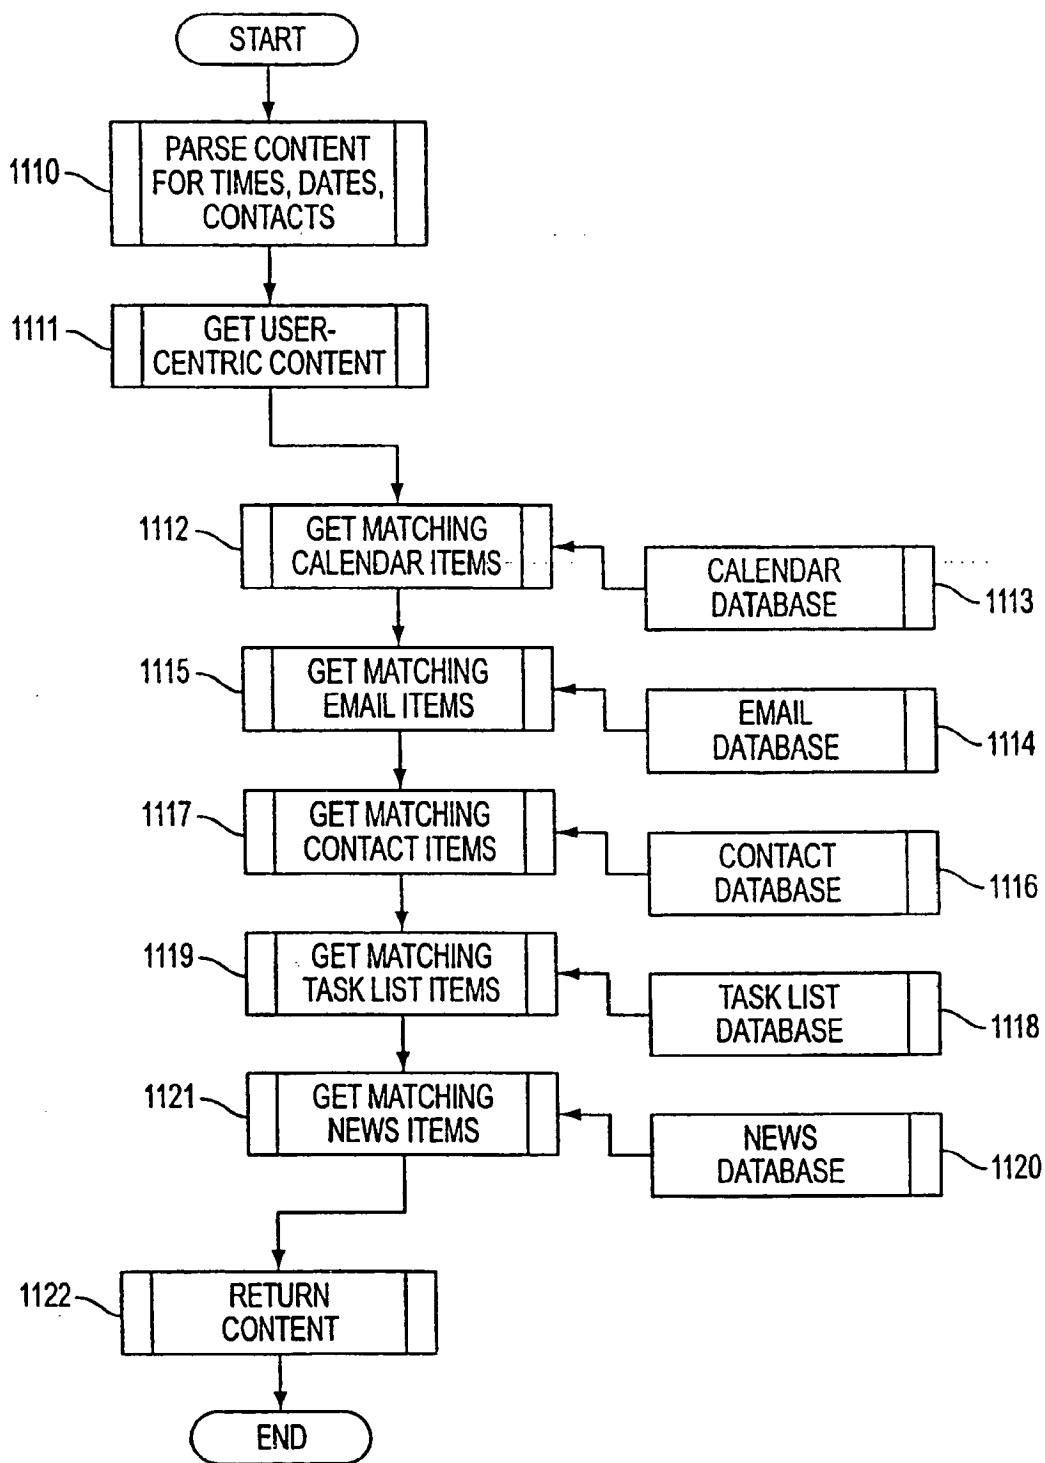 START
1110
PARSE CONTENT
FOR TIMES, DATES,
CONTACTS
1111
GET USER-
CENTRIC CONTENT
1112
GET MATCHING
CALENDAR ITEMS
CALENDAR
DATABASE
1113
1115
GET MATCHING
EMAIL ITEMS
EMAIL
DATABASE
1114
1117
GET MATCHING
CONTACT ITEMS
CONTACT
DATABASE
1116
1119
GET MATCHING
TASK LIST ITEMS
TASK LIST
DATABASE
1118
1121
GET MATCHING
NEWS ITEMS
NEWS
DATABASE
1120
1122
RETURN
CONTENT
END